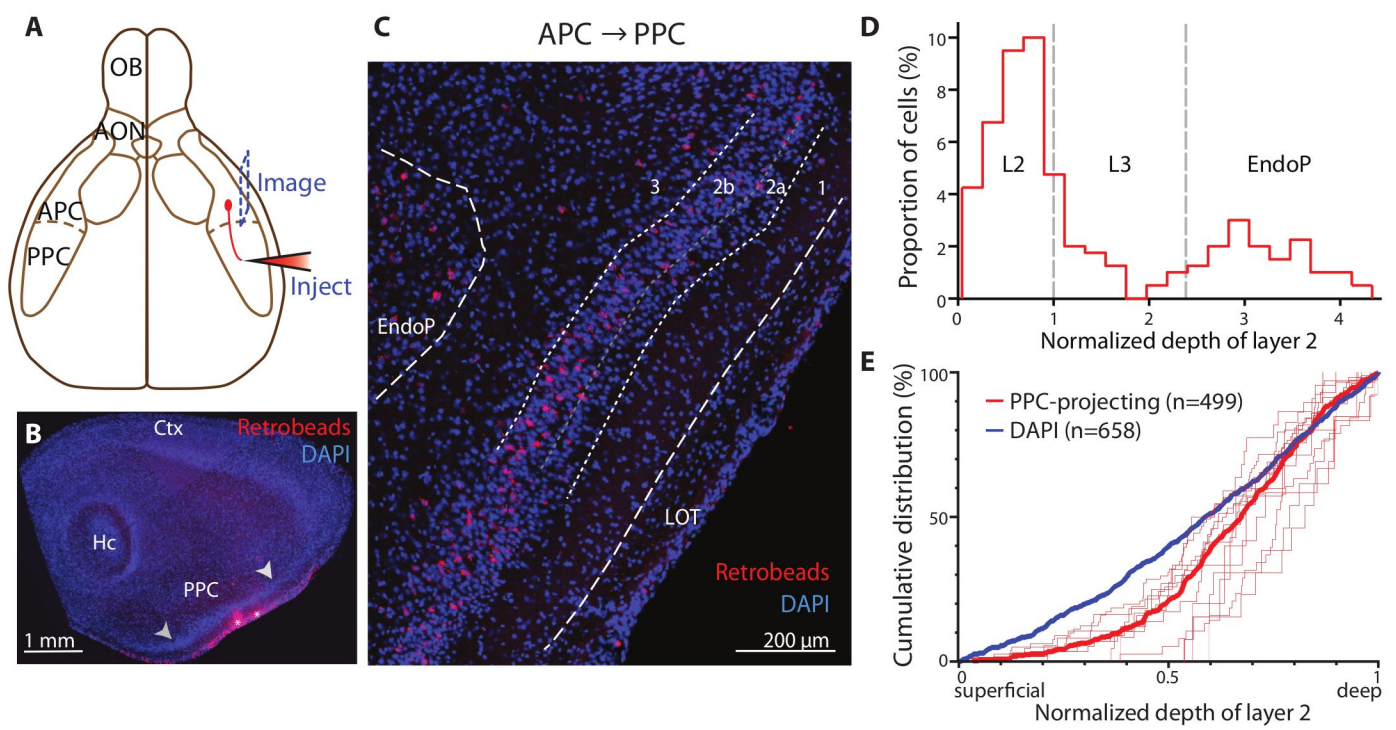 A
OB
AON
Image
APC
PPC
Inject
B
Ctx
Retrobeads
DAPI
Hc
PPC
*
*
1 mm
C
APC → PPC
3
2b
2a
1
EndoP
LOT
Retrobeads
DAPI
200 µm
D
Proportion of cells (%)
10
8
6
4
2
0
L2
L3
EndoP
0
1
2
3
4
Normalized depth of layer 2
E
Cumulative distribution (%)
100
50
0
PPC-projecting (n=499)
DAPI (n=658)
0
0.5
1
superficial
deep
Normalized depth of layer 2